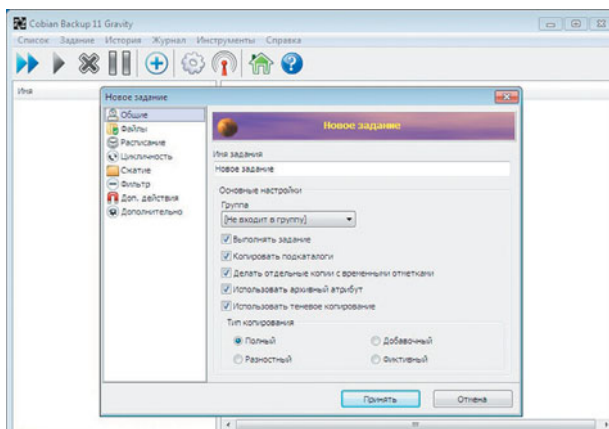 Cobian Backup 11 Gravity
Список Задание История Журнал Инструменты Справка
Имя
Новое задание
Общие
Файлы
Расписание
Цикличность
Сжатие
Фильтр
Доп. действия
Дополнительно
Новое задание
Имя задания
Новое задание
Основные настройки
Группа
[Не входит в группу]
Выполнять задание
Копировать подкаталоги
Делать отдельные копии с временными отметками
Использовать архивный атрибут
Использовать теневое копирование
Тип копирования
Полный Добавочный
Разностный Фиктивный
Принять Отмена